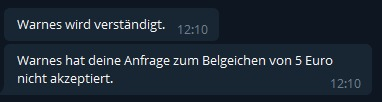 Warnes wird verständigt.
12:10
Warnes hat deine Anfrage zum Belgeichen von 5 Euro
nicht akzeptiert.
12:10